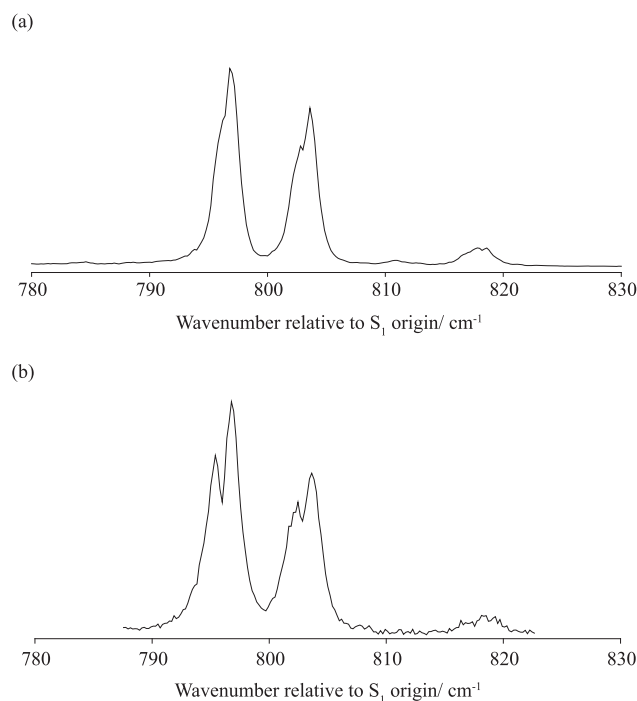 (a)
780 790 800 810 820 830
Wavenumber relative to S₁ origin/ cm⁻¹
(b)
780 790 800 810 820 830
Wavenumber relative to S₁ origin/ cm⁻¹